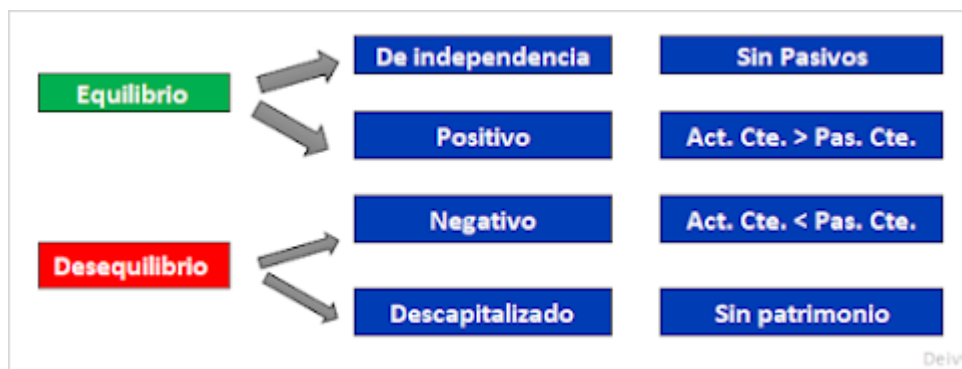 De independencia
Sin Pasivos
Equilibrio
Positivo
Act. Cte. > Pas. Cte.
Negativo
Act. Cte. < Pas. Cte.
Desequilibrio
Descapitalizado
Sin patrimonio